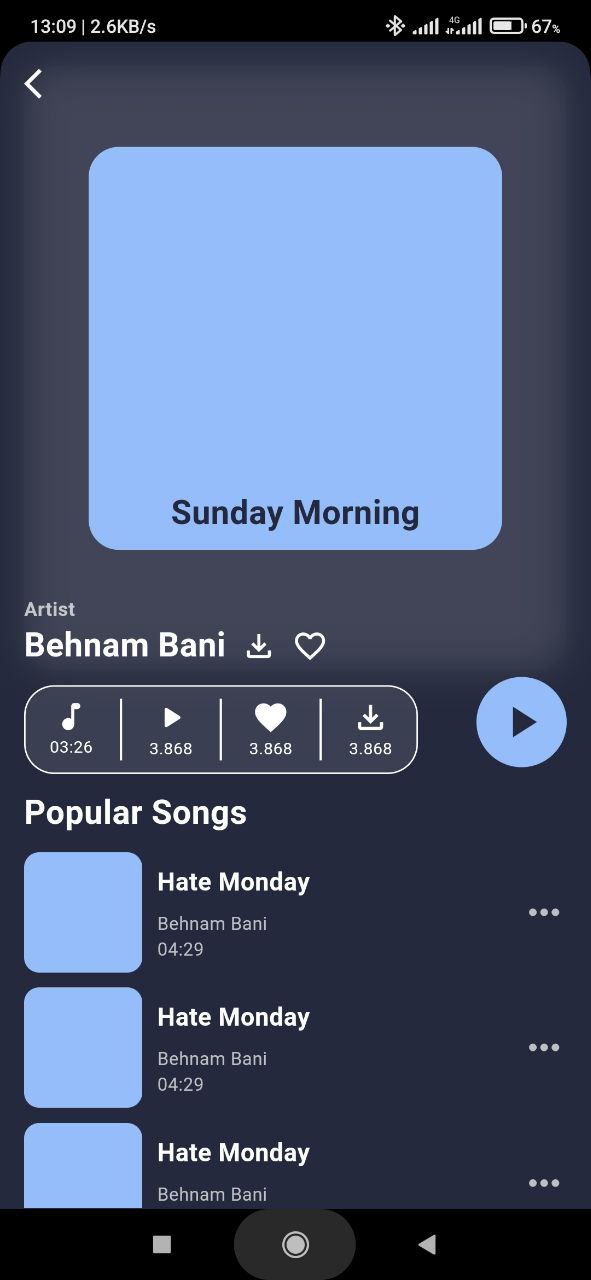 13:09 | 2.6KB/s 4G 67%
Sunday Morning
Artist
Behnam Bani
03:26 3.868 3.868 3.868
Popular Songs
Hate Monday
Behnam Bani
04:29
Hate Monday
Behnam Bani
04:29
Hate Monday
Behnam Bani